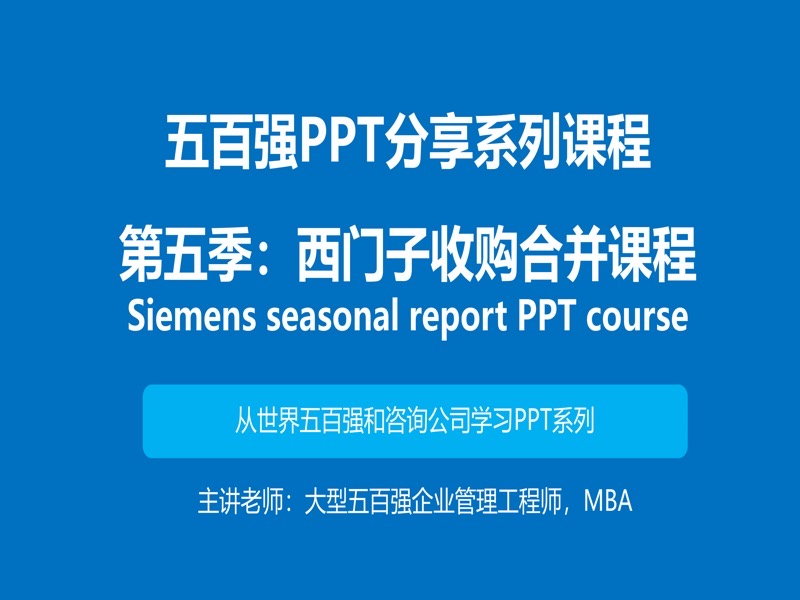 五百强PPT分享系列课程
第五季：西门子收购合并课程
Siemens seasonal report PPT course
从世界五百强和咨询公司学习PPT系列
主讲老师：大型五百强企业管理工程师，MBA